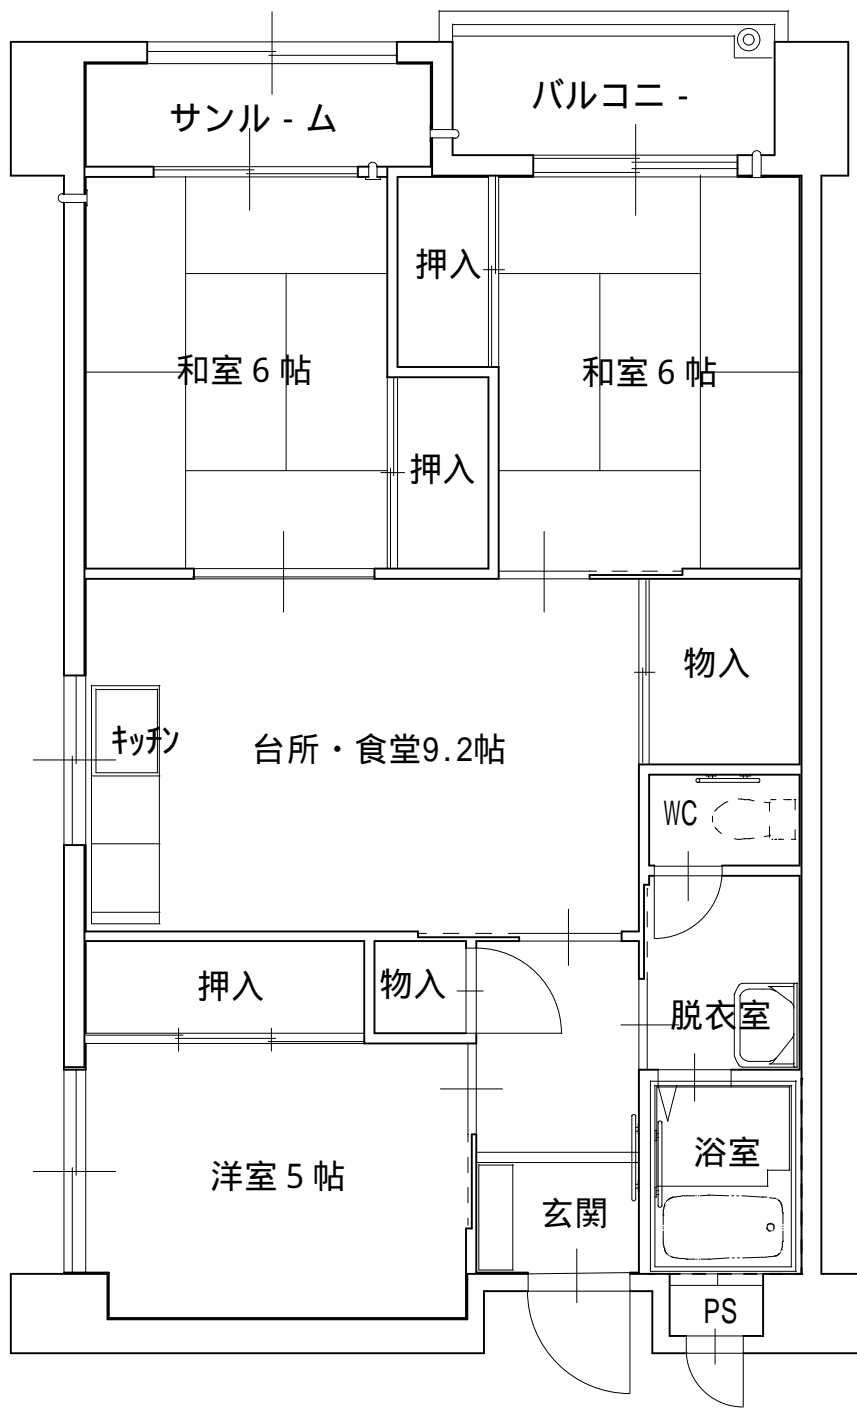 サンル-ム
バルコニ-
押入
和室6帖
和室6帖
押入
物入
ｷｯﾁﾝ
台所・食堂9.2帖
WC
押入
物入
脱衣室
浴室
洋室5帖
玄関
PS